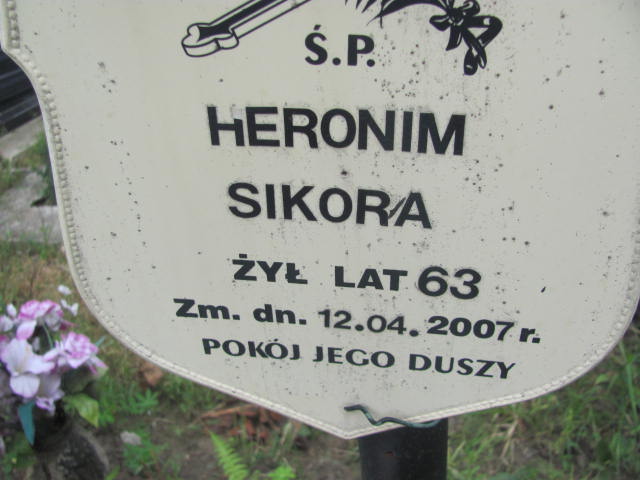 Ś.P.
HERONIM
SIKORA
ŻYŁ LAT 63
Zm. dn. 12.04.2007 r.
POKÓJ JEGO DUSZY